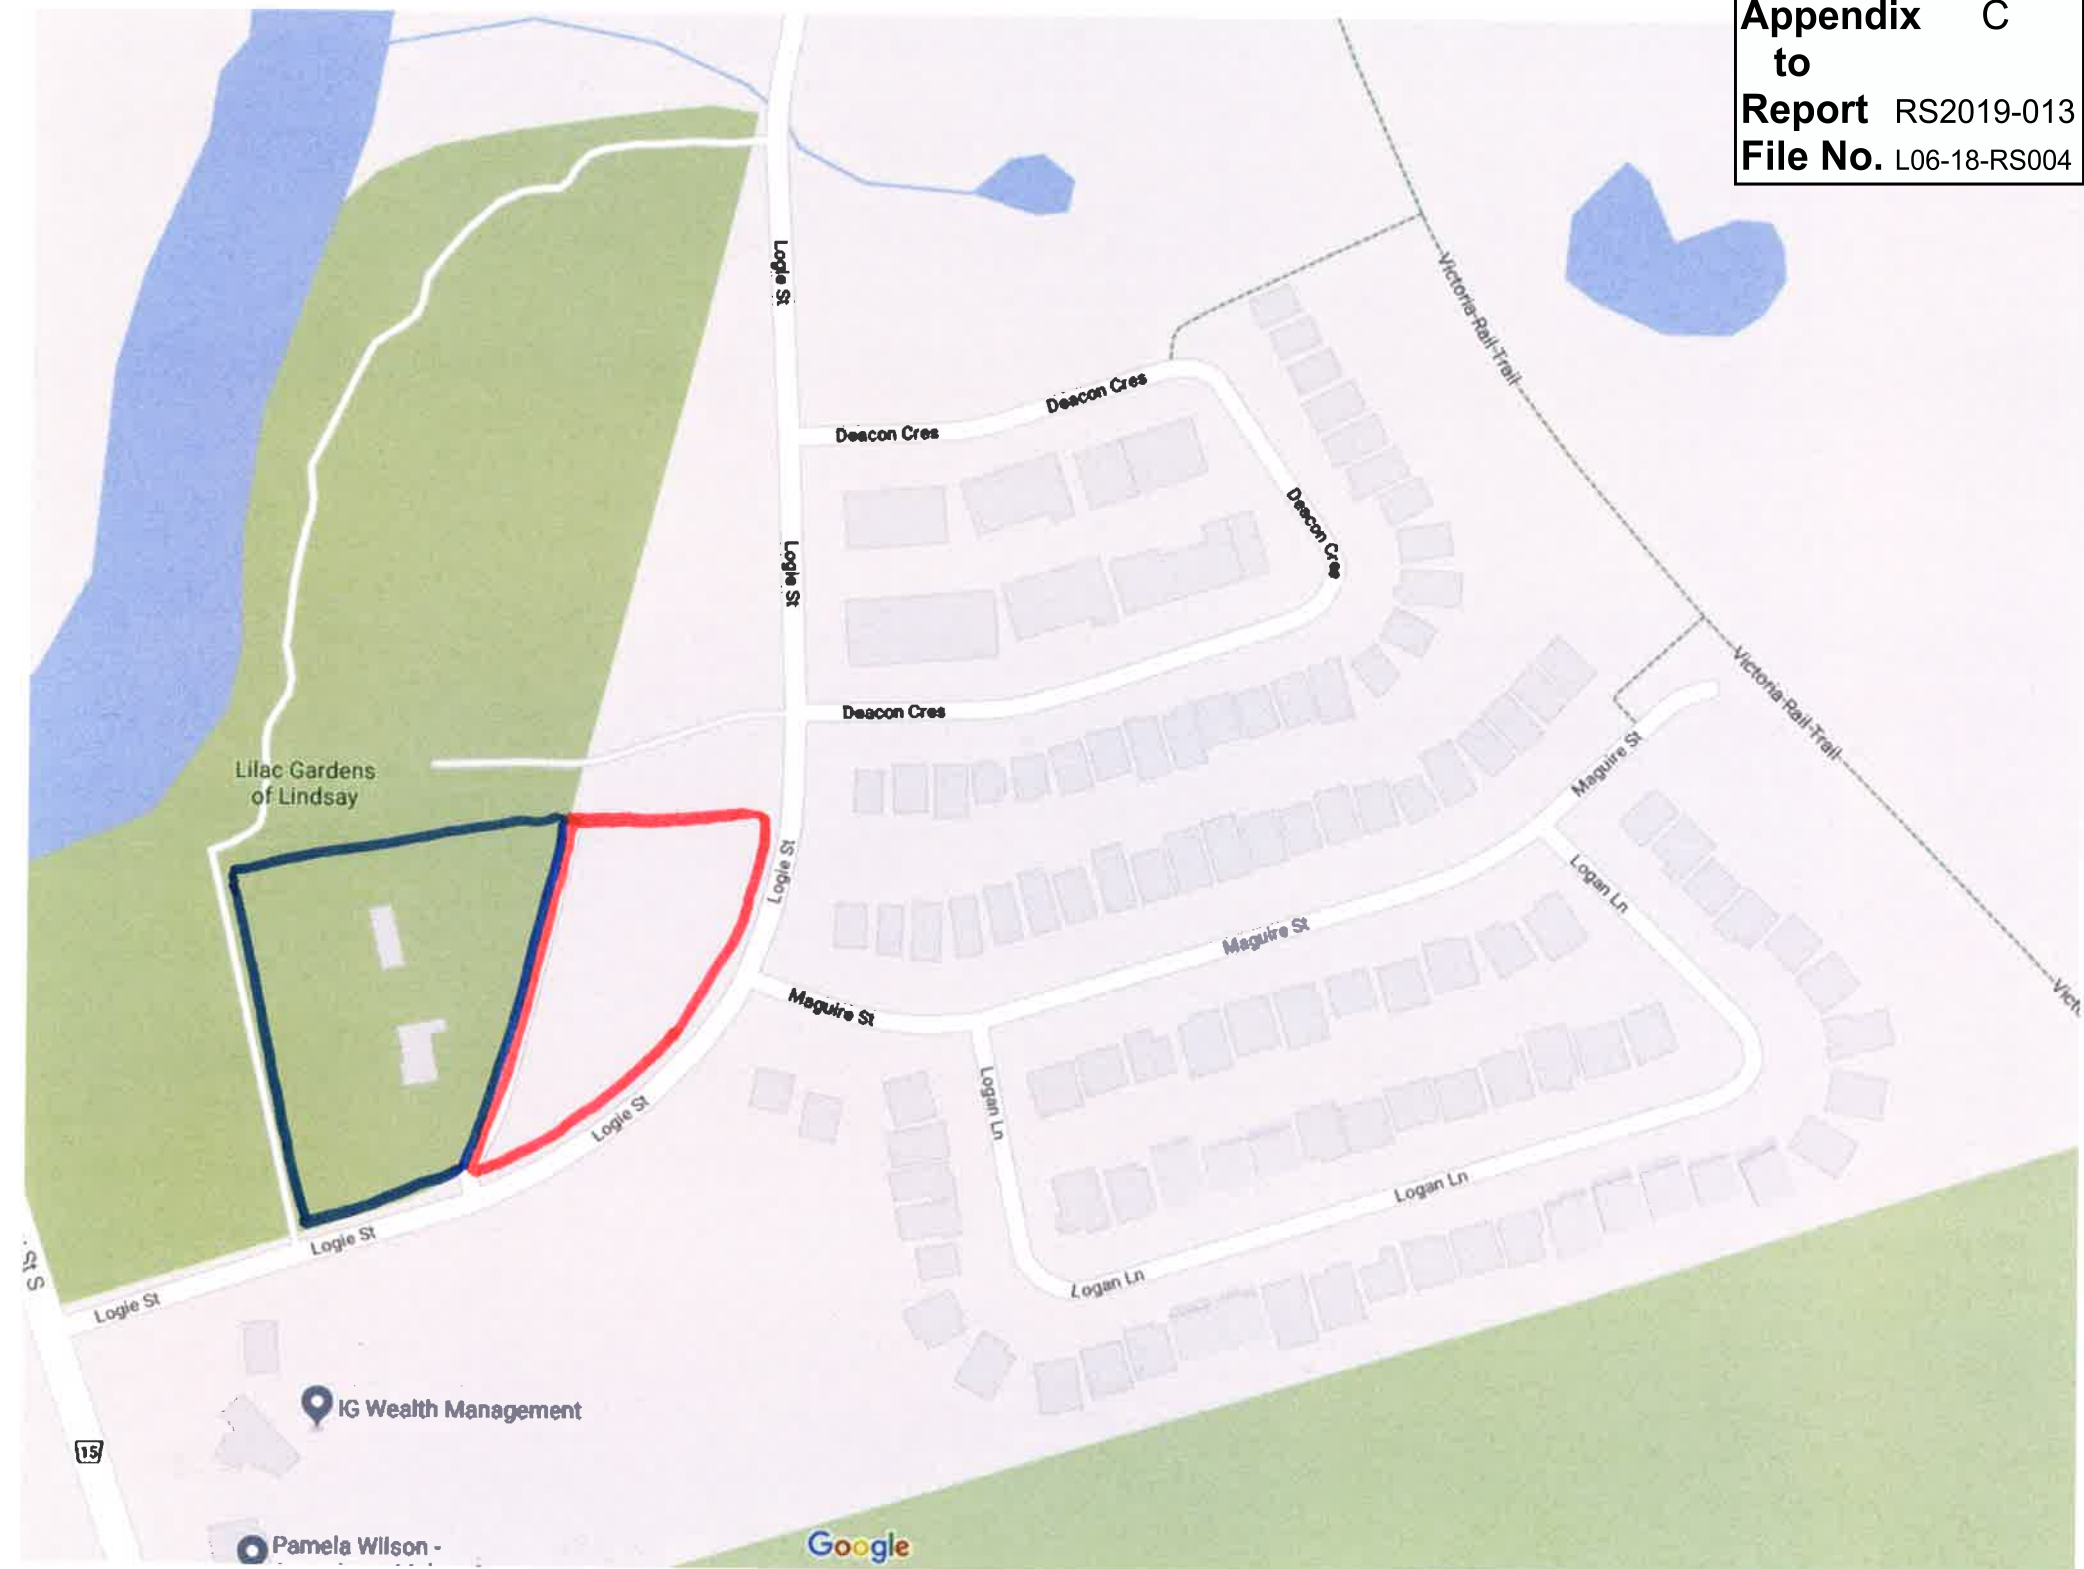 Appendix C
to
Report RS2019-013
File No. L06-18-RS004
Logie St
Victoria Rail Trail
Deacon Cres
Deacon Cres
Deacon Cres
Logie St
Deacon Cres
Victoria Rail Trail
Maguire St
Lilac Gardens
of Lindsay
Logie St
Logan Ln
Maguire St
Maguire St
Logan Ln
Logie St
Logan Ln
Logie St
St S
Logan Ln
Logie St
IG Wealth Management
15
Pamela Wilson -
Google